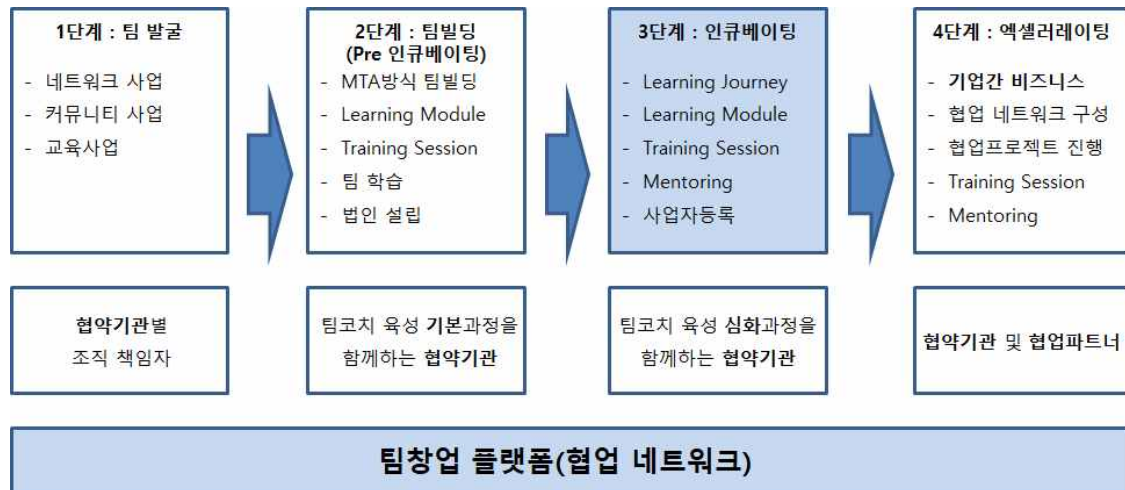 1단계 : 팀 발굴
- 네트워크 사업
- 커뮤니티 사업
- 교육사업
2단계 : 팀빌딩
(Pre 인큐베이팅)
- MTA방식 팀빌딩
- Learning Module
- Training Session
- 팀 학습
- 법인 설립
3단계 : 인큐베이팅
- Learning Journey
- Learning Module
- Training Session
- Mentoring
- 사업자등록
4단계 : 엑셀러레이팅
- 기업간 비즈니스
- 협업 네트워크 구성
- 협업프로젝트 진행
- Training Session
- Mentoring
협약기관별
조직 책임자
팀코치 육성 기본과정을
함께하는 협약기관
팀코치 육성 심화과정을
함께하는 협약기관
협약기관 및 협업파트너
팀창업 플랫폼(협업 네트워크)